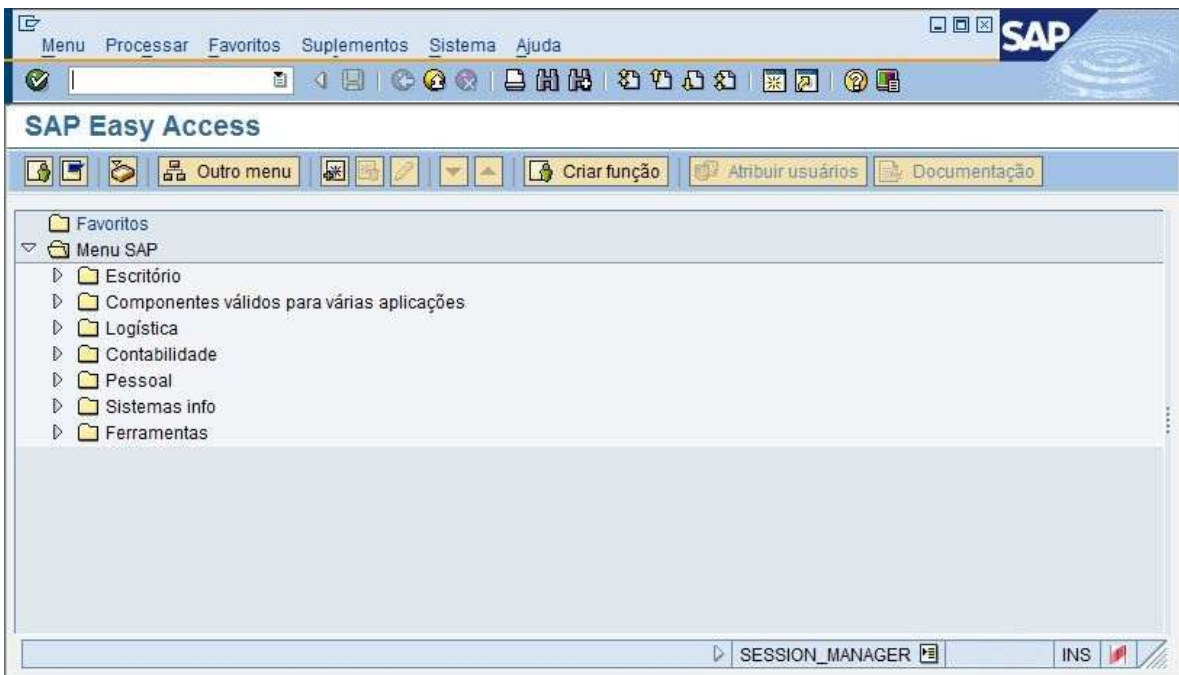 Menu Processar Favoritos Suplementos Sistema Ajuda
SAP
SAP Easy Access
Outro menu Criar função Atribuir usuários Documentação
Favoritos
Menu SAP
Escritório
Componentes válidos para várias aplicações
Logística
Contabilidade
Pessoal
Sistemas info
Ferramentas
SESSION_MANAGER INS